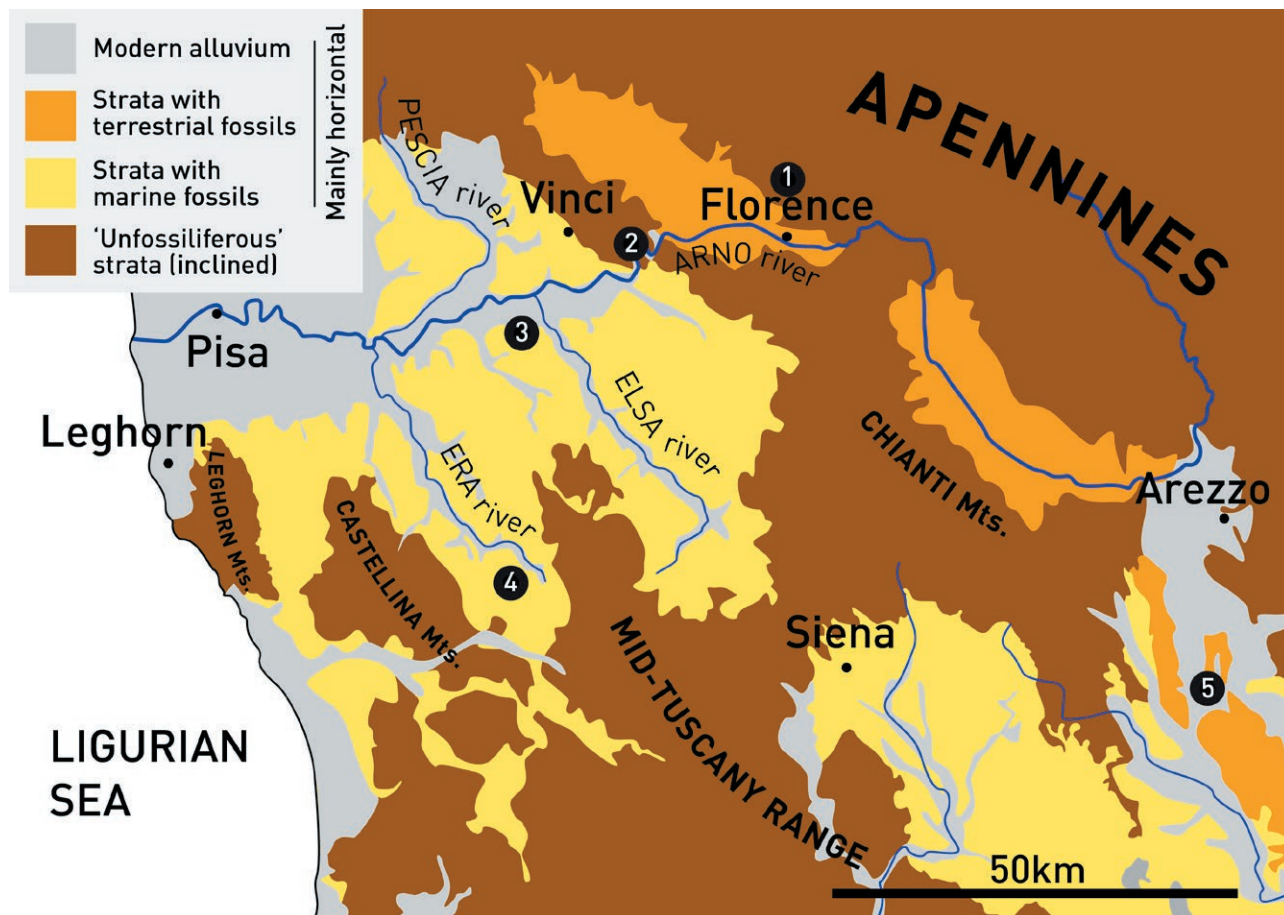 Modern alluvium
Strata with
terrestrial fossils
Strata with
marine fossils
'Unfossiliferous'
strata (inclined)
Mainly horizontal
APENNINES
PESCIA river
Vinci
1
Florence
2
ARNO river
Pisa
3
Leghorn
ELSA river
LEGHORN Mts.
ERA river
CHIANTI Mts.
Arezzo
CASTELLINA Mts.
4
Siena
MID-TUSCANY RANGE
5
LIGURIAN
SEA
50km